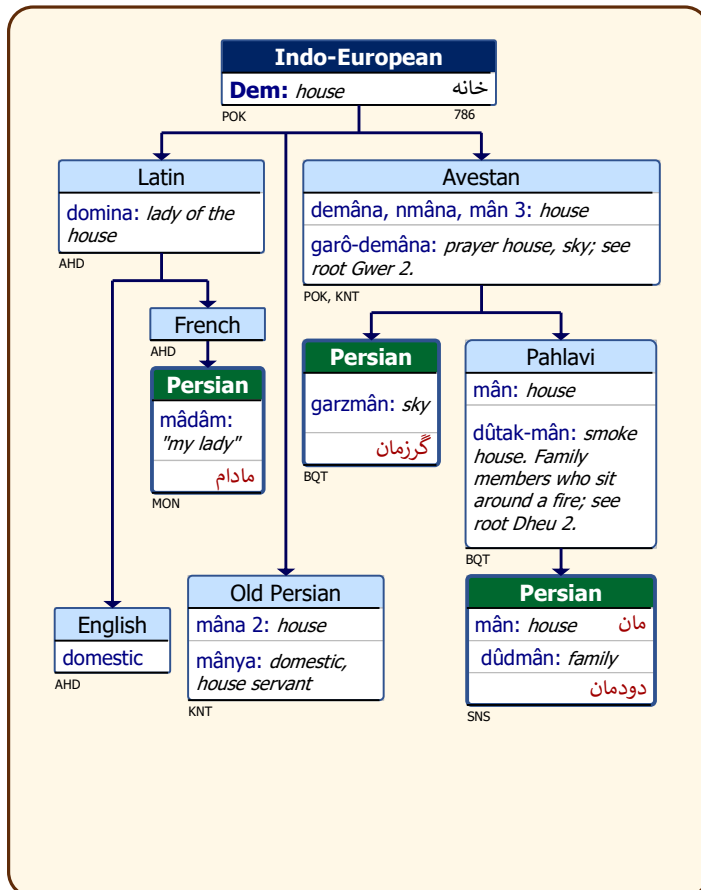 Indo-European
Dem: house خانه
POK 786
Latin
domina: lady of the
house
AHD
Avestan
demâna, nmâna, mân 3: house
garô-demâna: prayer house, sky; see
root Gwer 2.
POK, KNT
French
AHD
Persian
mâdâm:
"my lady"
مادام
MON
Persian
garzmân: sky
گرزمان
BQT
Pahlavi
mân: house
dûtak-mân: smoke
house. Family
members who sit
around a fire; see
root Dheu 2.
BQT
English
domestic
AHD
Old Persian
mâna 2: house
mânya: domestic,
house servant
KNT
Persian
mân: house مان
dûdmân: family
دودمان
SNS